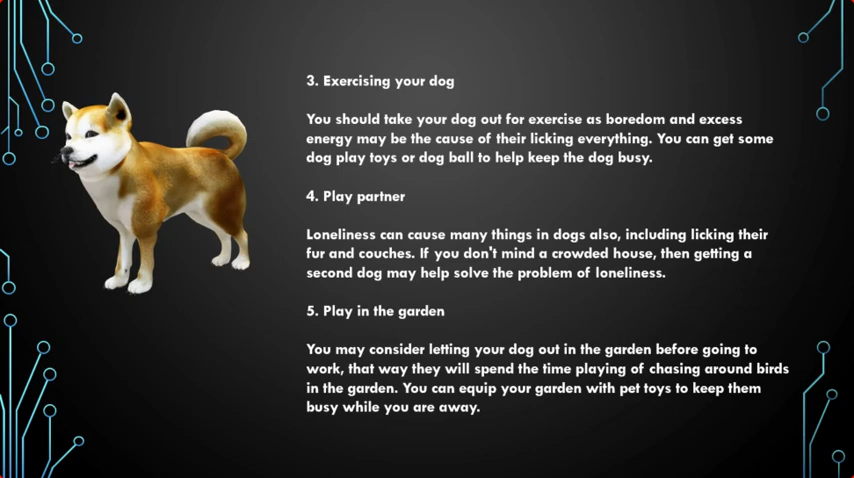 3. Exercising your dog
You should take your dog out for exercise as boredom and excess
energy may be the cause of their licking everything. You can get some
dog play toys or dog ball to help keep the dog busy.
4. Play partner
Loneliness can cause many things in dogs also, including licking their
fur and couches. If you don't mind a crowded house, then getting a
second dog may help solve the problem of loneliness.
5. Play in the garden
You may consider letting your dog out in the garden before going to
work, that way they will spend the time playing of chasing around birds
in the garden. You can equip your garden with pet toys to keep them
busy while you are away.